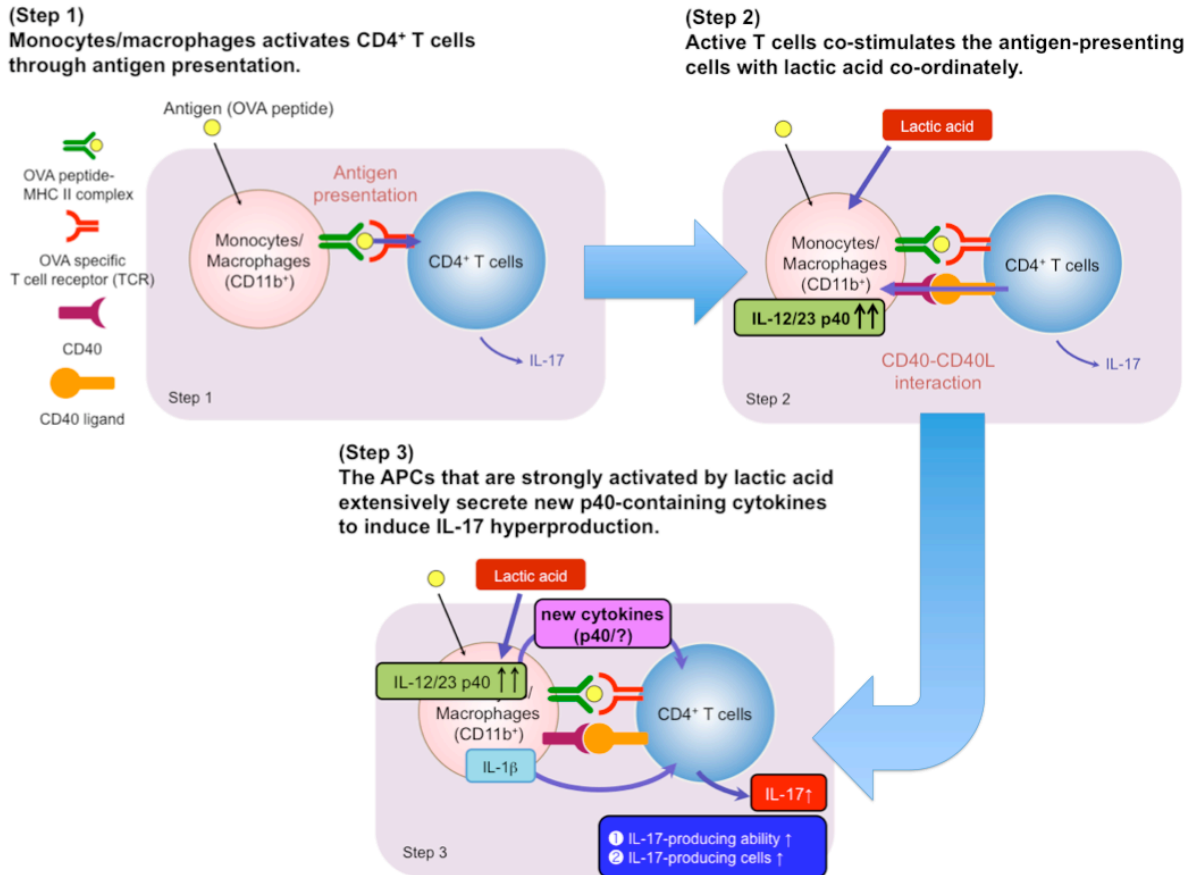 (Step 1)
Monocytes/macrophages activates CD4⁺ T cells
through antigen presentation.
Antigen (OVA peptide)
OVA peptide-
MHC II complex
OVA specific
T cell receptor (TCR)
CD40
CD40 ligand
Antigen
presentation
Monocytes/
Macrophages
(CD11b⁺)
CD4⁺ T cells
IL-17
Step 1
(Step 2)
Active T cells co-stimulates the antigen-presenting
cells with lactic acid co-ordinately.
Lactic acid
Monocytes/
Macrophages
(CD11b⁺)
CD4⁺ T cells
IL-12/23 p40 ↑↑
CD40-CD40L
interaction
IL-17
Step 2
(Step 3)
The APCs that are strongly activated by lactic acid
extensively secrete new p40-containing cytokines
to induce IL-17 hyperproduction.
Lactic acid
new cytokines
(p40/?)
IL-12/23 p40 ↑↑
Macrophages
(CD11b⁺)
CD4⁺ T cells
IL-1β
IL-17↑
① IL-17-producing ability ↑
② IL-17-producing cells ↑
Step 3